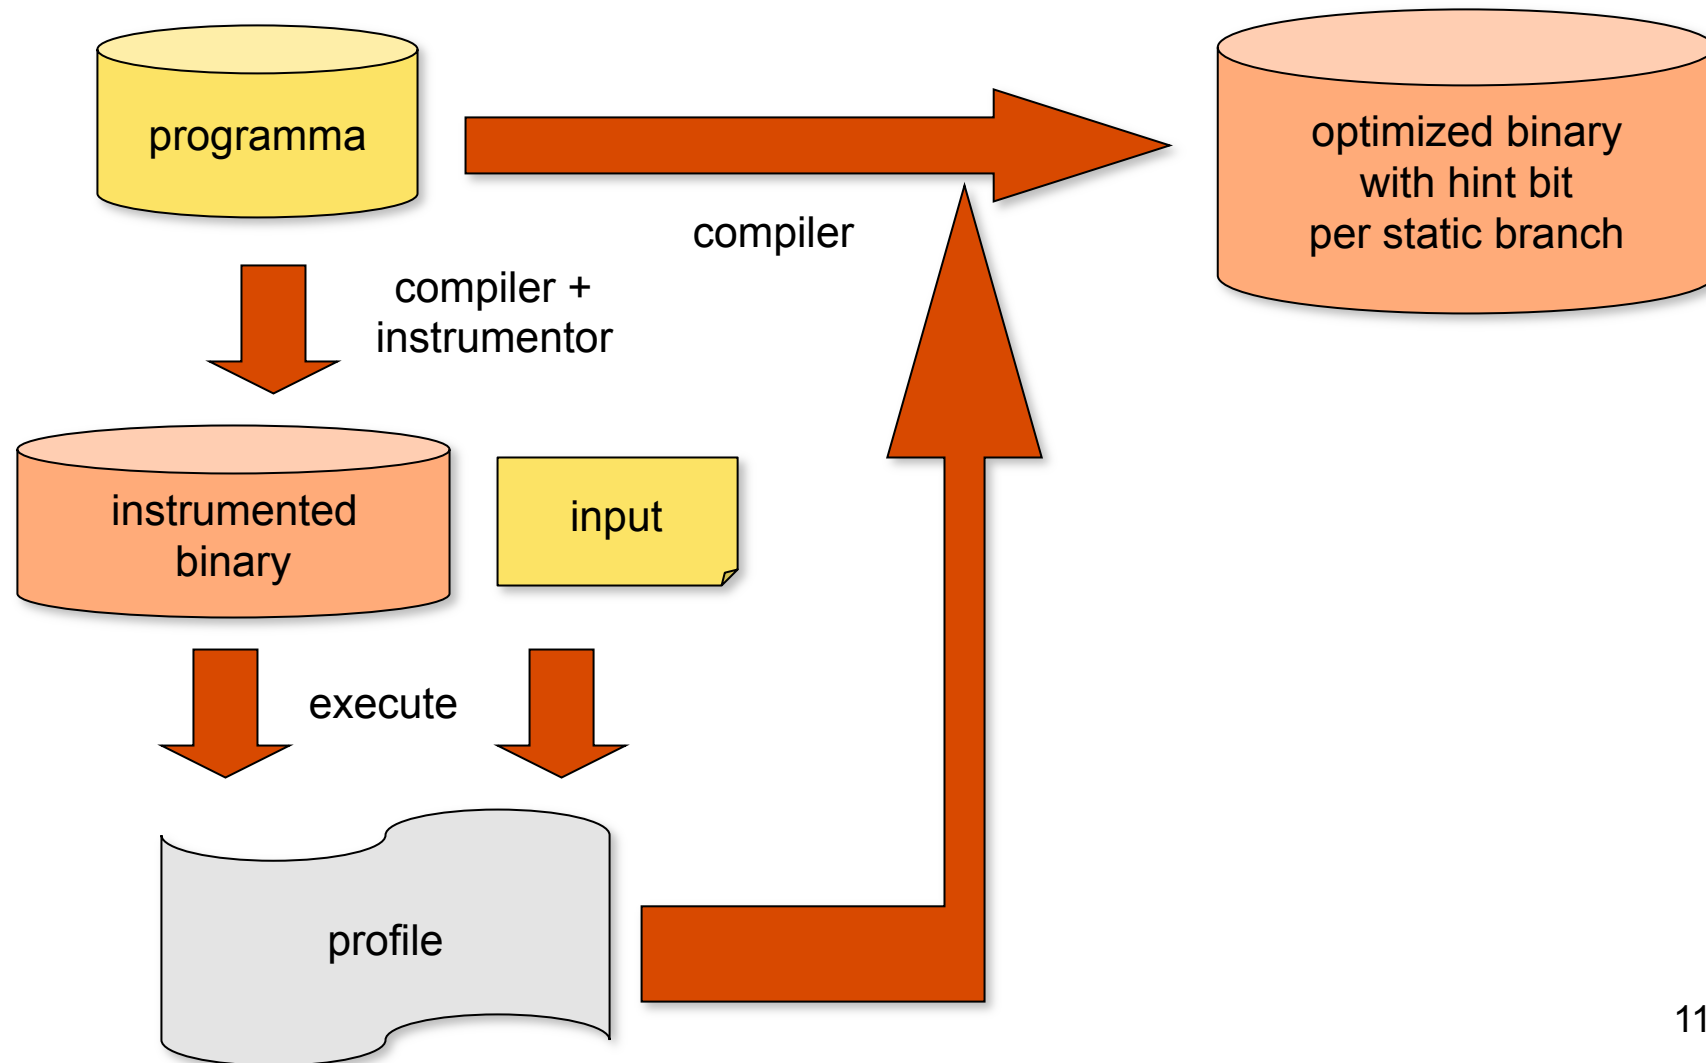 programma
optimized binary
with hint bit
per static branch
compiler
compiler +
instrumentor
instrumented
binary
input
execute
profile
11